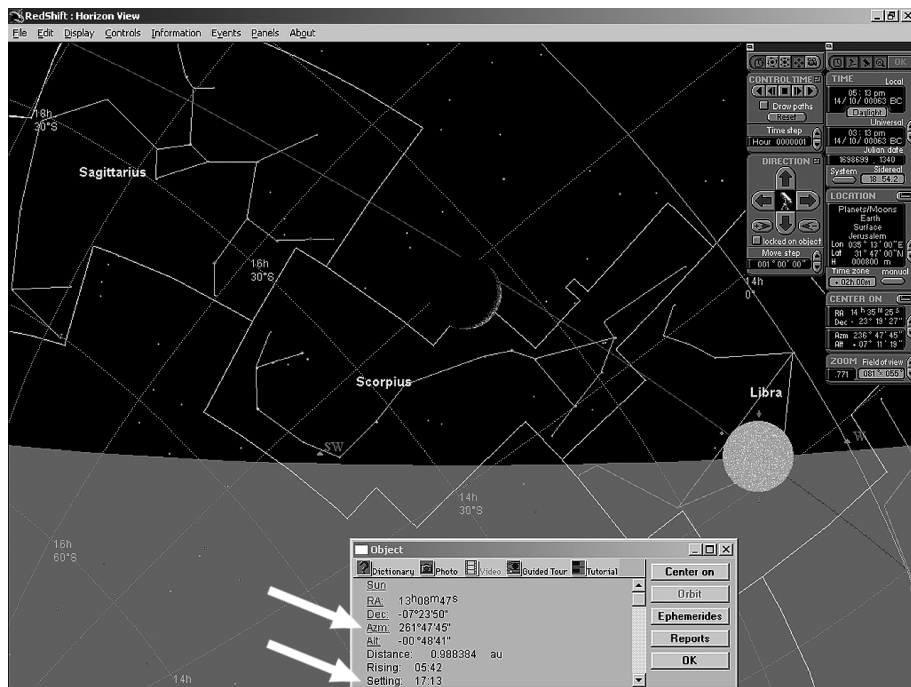 RedShift : Horizon View
File Edit Display Controls Information Events Panels About
18h
30°S
Sagittarius
16h
30°S
Scorpius
SW
14h
30°S
16h
60°S
14h
14h
0°
Libra
W
CONTROL TIME
Draw paths
Reset
Time step
Hour 0000001
DIRECTION
locked on object
Move step
001° 00' 00"
OK
TIME
Local
05: 13 pm
14/ 10/ 00063 BC
Daylight
Universal
03: 13 pm
14/ 10/ 00063 BC
Julian date
1698699 . 1340
System
Sidereal
18 54 2
LOCATION
Planets/Moons
Earth
Surface
Jerusalem
Lon 035° 13' 00"E
Lat 31° 47' 00"N
H 000800 m
Time zone manual
+ 02h 00m
CENTER ON
RA 14h 35m 25s
Dec - 23° 19' 27"
Azm 236° 47' 45"
Alt + 07° 11' 19"
ZOOM Field of view
.771 081° 055°
Object
Dictionary Photo Video Guided Tour Tutorial
Sun
RA: 13h08m47s
Dec: -07°23'50"
Azm: 261°47'45"
Alt: -00°48'41"
Distance: 0.988384 au
Rising: 05:42
Setting: 17:13
Center on
Orbit
Ephemerides
Reports
OK